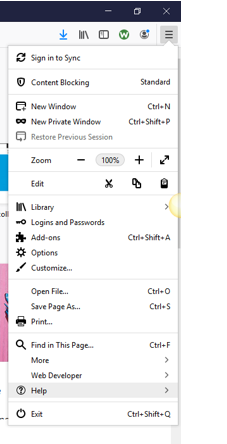 Sign in to Sync
Content Blocking Standard
New Window Ctrl+N
New Private Window Ctrl+Shift+P
Restore Previous Session
Zoom 100%
Edit
Library
Logins and Passwords
Add-ons Ctrl+Shift+A
Options
Customize...
Open File... Ctrl+O
Save Page As... Ctrl+S
Print...
Find in This Page... Ctrl+F
More
Web Developer
Help
Exit Ctrl+Shift+Q